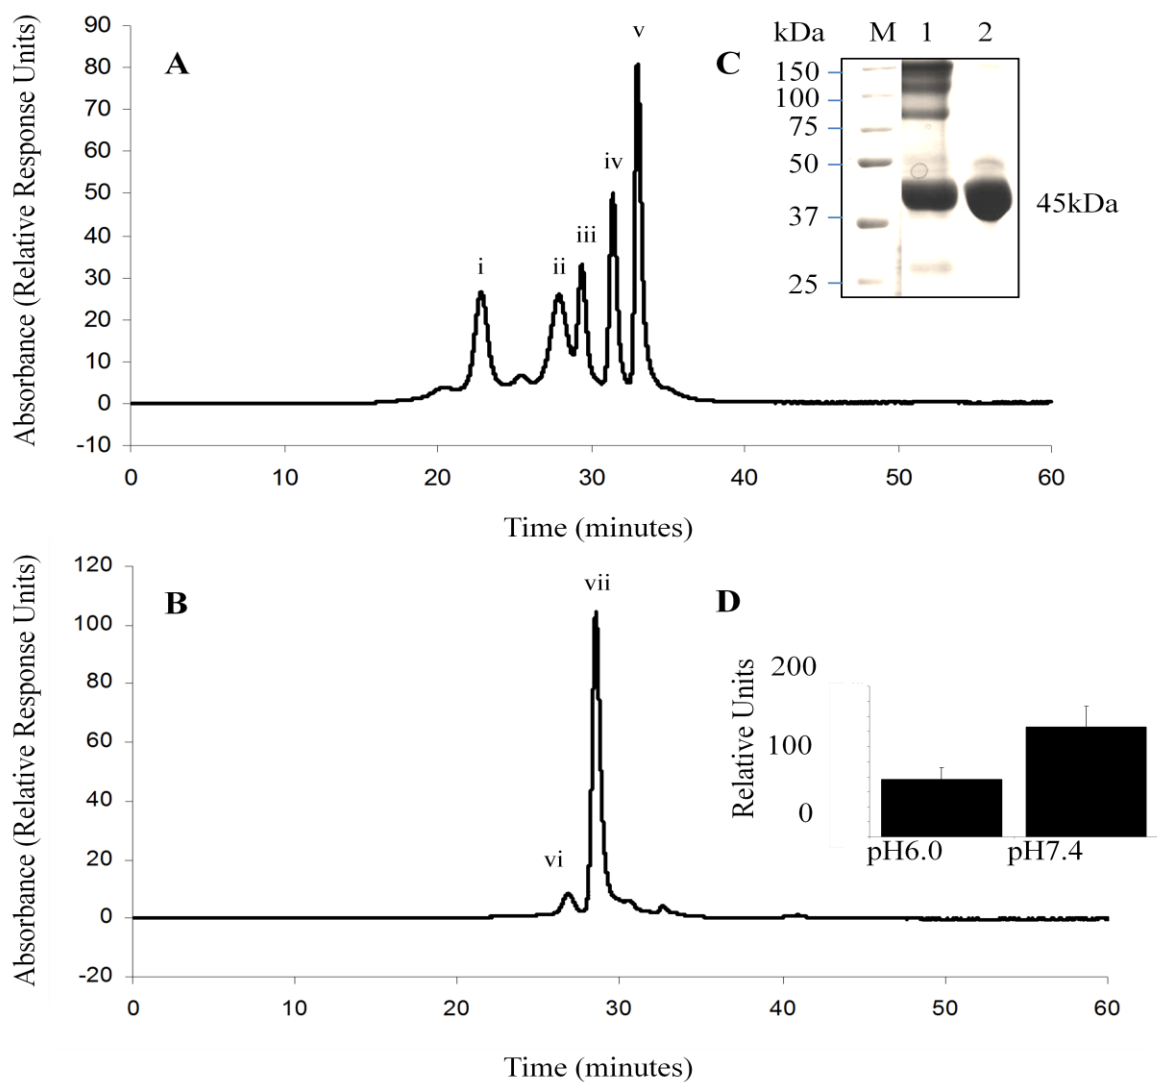 A
Absorbance (Relative Response Units)
90
80
70
60
50
40
30
20
10
0
-10
i
ii
iii
iv
v
0 10 20 30 40 50 60
Time (minutes)
C
kDa M 1 2
150
100
75
50
37
25
45kDa
B
Absorbance (Relative Response Units)
120
100
80
60
40
20
0
-20
vi
vii
0 10 20 30 40 50 60
Time (minutes)
D
Relative Units
200
100
0
pH6.0 pH7.4